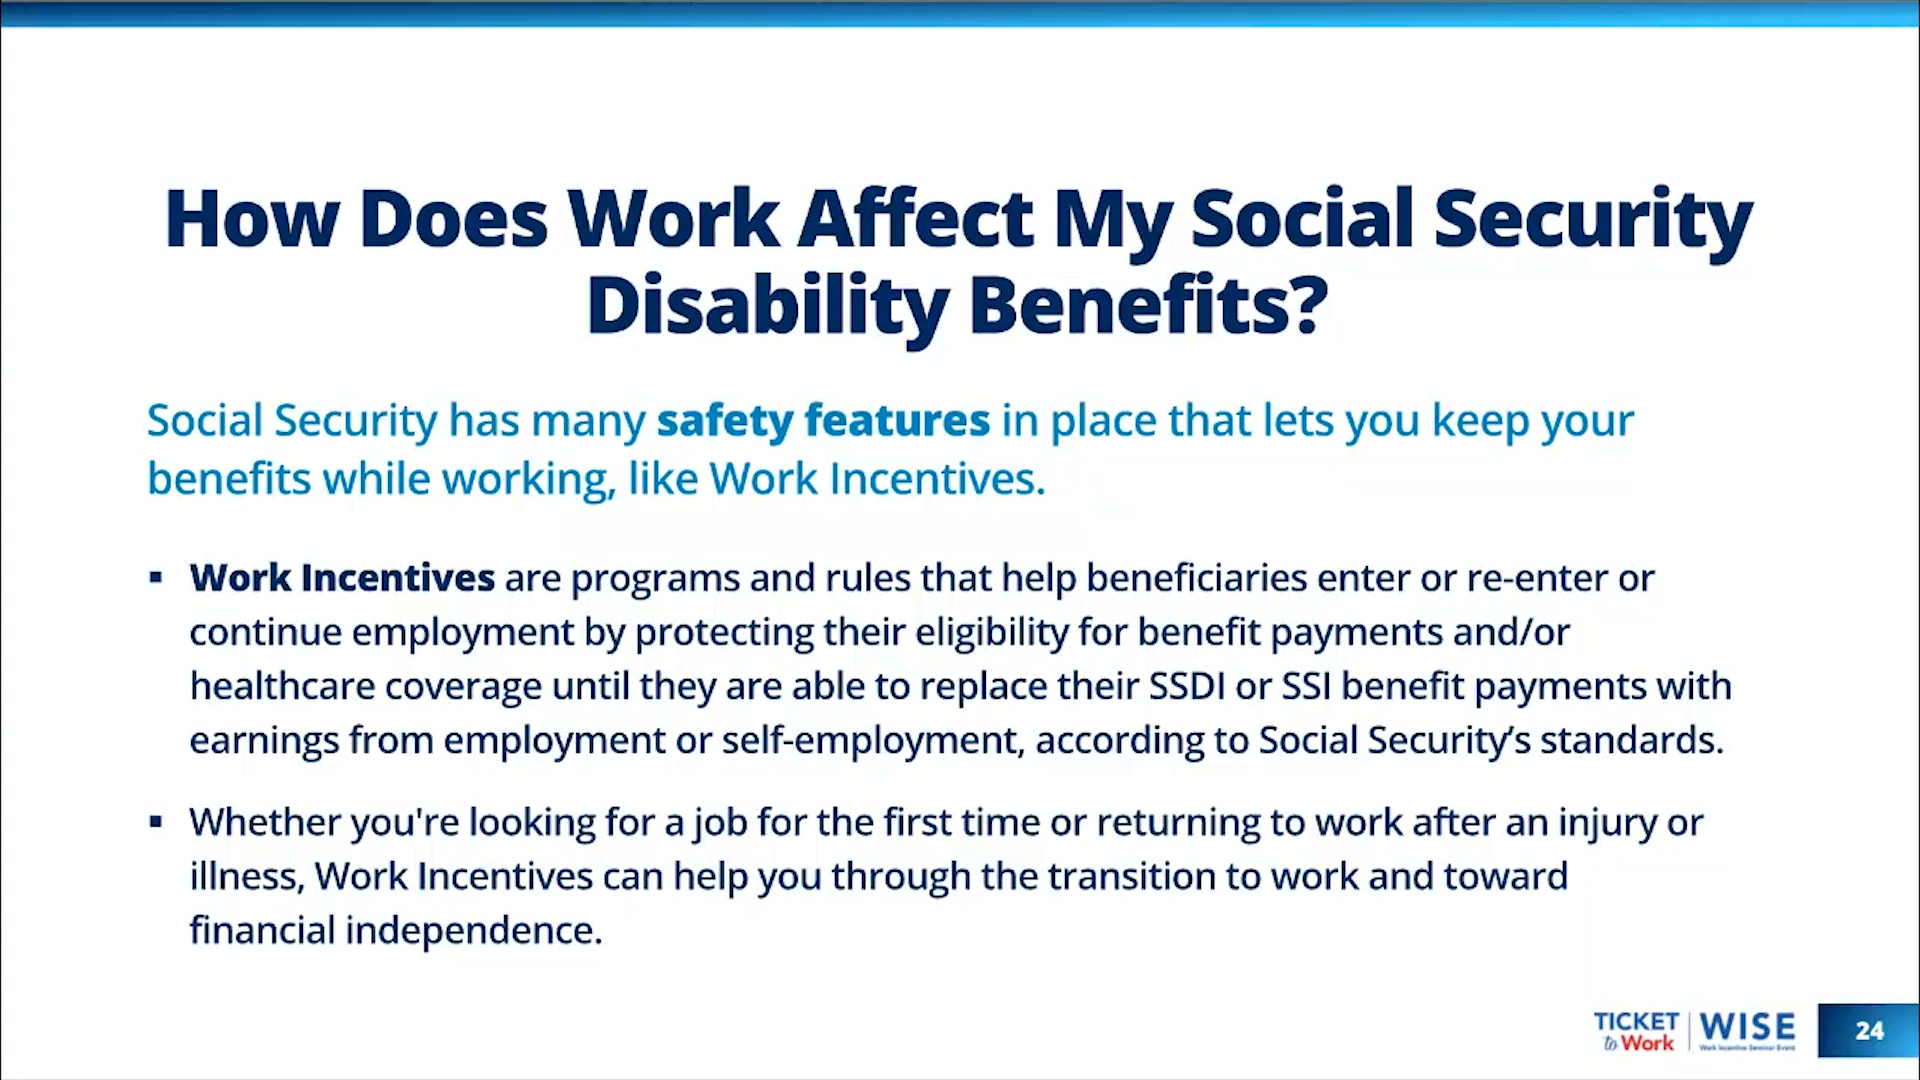 How Does Work Affect My Social Security
Disability Benefits?
Social Security has many safety features in place that lets you keep your
benefits while working, like Work Incentives.
▪ Work Incentives are programs and rules that help beneficiaries enter or re-enter or
continue employment by protecting their eligibility for benefit payments and/or
healthcare coverage until they are able to replace their SSDI or SSI benefit payments with
earnings from employment or self-employment, according to Social Security’s standards.
▪ Whether you're looking for a job for the first time or returning to work after an injury or
illness, Work Incentives can help you through the transition to work and toward
financial independence.
TICKET
to Work
WISE
Work Incentive Seminar Event
24